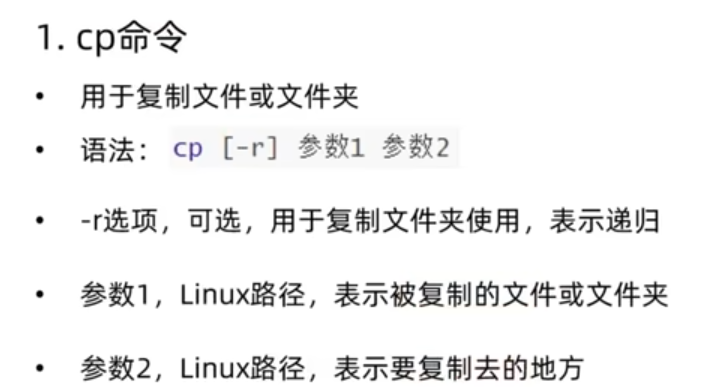 1. cp命令
• 用于复制文件或文件夹
• 语法： cp [-r] 参数1 参数2
• -r选项，可选，用于复制文件夹使用，表示递归
• 参数1，Linux路径，表示被复制的文件或文件夹
• 参数2，Linux路径，表示要复制去的地方